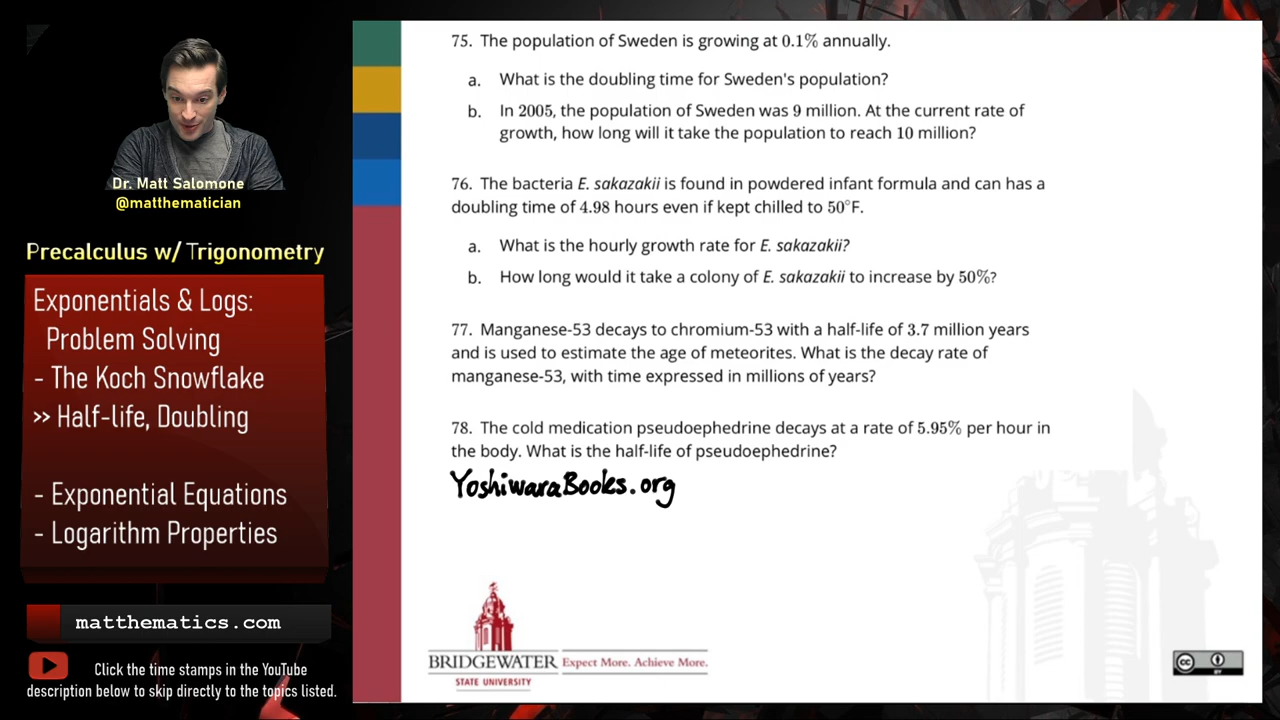 Dr. Matt Salomone
@matthematician
Precalculus w/ Trigonometry
Exponentials & Logs:
Problem Solving
- The Koch Snowflake
>> Half-life, Doubling
- Exponential Equations
- Logarithm Properties
matthematics.com
Click the time stamps in the YouTube
description below to skip directly to the topics listed.
75. The population of Sweden is growing at 0.1% annually.
a. What is the doubling time for Sweden's population?
b. In 2005, the population of Sweden was 9 million. At the current rate of
growth, how long will it take the population to reach 10 million?
76. The bacteria E. sakazakii is found in powdered infant formula and can has a
doubling time of 4.98 hours even if kept chilled to 50°F.
a. What is the hourly growth rate for E. sakazakii?
b. How long would it take a colony of E. sakazakii to increase by 50%?
77. Manganese-53 decays to chromium-53 with a half-life of 3.7 million years
and is used to estimate the age of meteorites. What is the decay rate of
manganese-53, with time expressed in millions of years?
78. The cold medication pseudoephedrine decays at a rate of 5.95% per hour in
the body. What is the half-life of pseudoephedrine?
YoshiwaraBooks.org
BRIDGEWATER
STATE UNIVERSITY
Expect More. Achieve More.
cc
BY